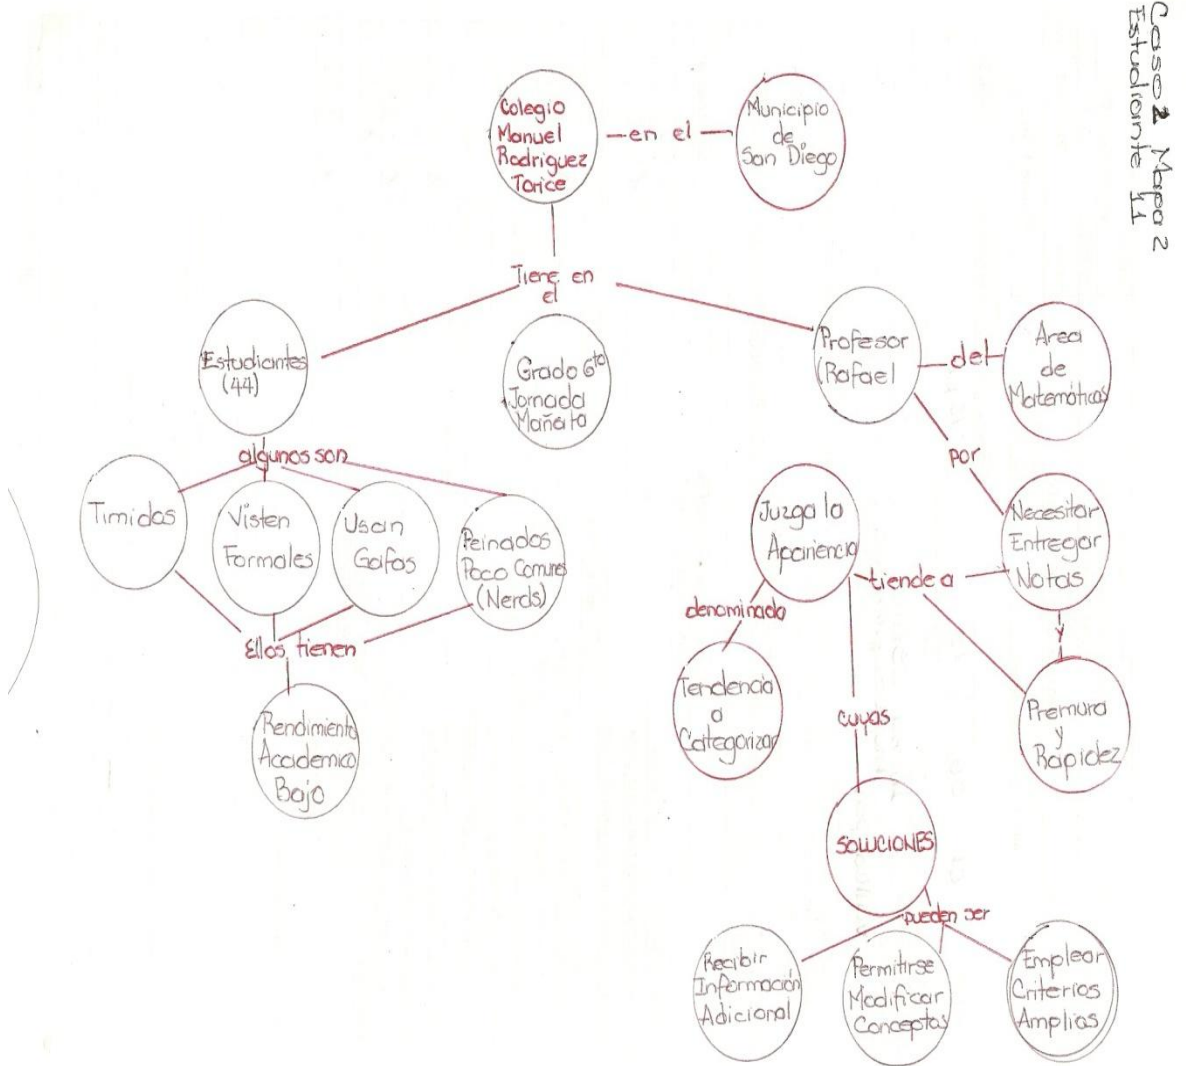 Caso 2 Mapa 2
Estudiante 11
Colegio
Manuel
Rodriguez
Torice
en el
Municipio
de
San Diego
Tiene en
el
Estudiantes
(44)
Grado 6to
Jornada
Mañata
Profesor
(Rafael
del
Area
de
Matemáticas
algunos son
Timidos
Visten
Formales
Usan
Gafas
Peinados
Poco Comunes
(Nerds)
Ellos tienen
Rendimiento
Academico
Bajo
por
Necesitar
Entregar
Notas
Juzga la
Apariencia
tiende a
y
Premura
y
Rapidez
denominado
Tendencia
a
Categorizar
cuyas
SOLUCIONES
pueden ser
Recibir
Información
Adicional
Permitirse
Modificar
Conceptos
Emplear
Criterios
Amplios